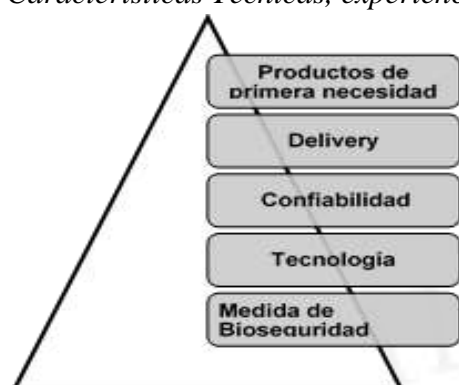 Características Técnicas, experienc
Productos de
primera necesidad
Delivery
Confiabilidad
Tecnología
Medida de
Bioseguridad